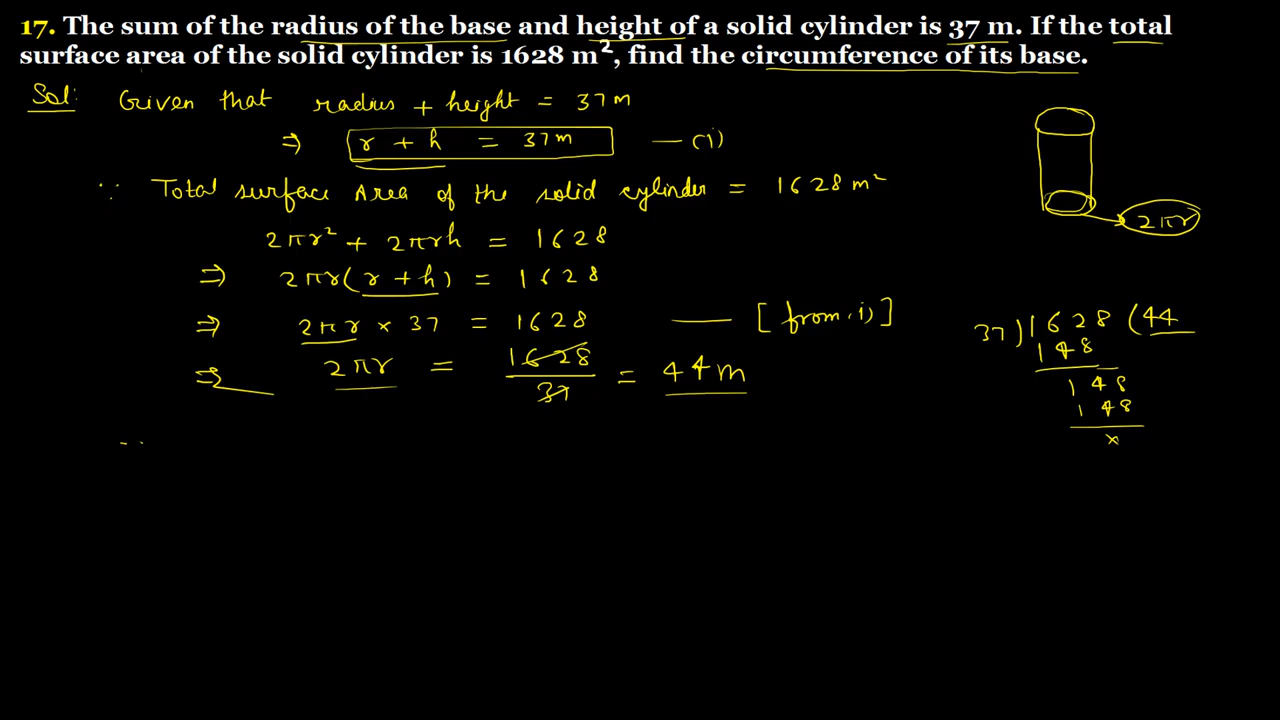 17. The sum of the radius of the base and height of a solid cylinder is 37 m. If the total
surface area of the solid cylinder is 1628 m², find the circumference of its base.
Sol: Given that radius + height = 37m
⇒ r + h = 37m — (i)
∵ Total surface Area of the solid cylinder = 1628 m²
2πr
2πr² + 2πrh = 1628
⇒ 2πr(r + h) = 1628
⇒ 2πr × 37 = 1628 — [from, i)]
⇒ 2πr = 1628/37 = 44m
37)1628(44
148
148
148
×